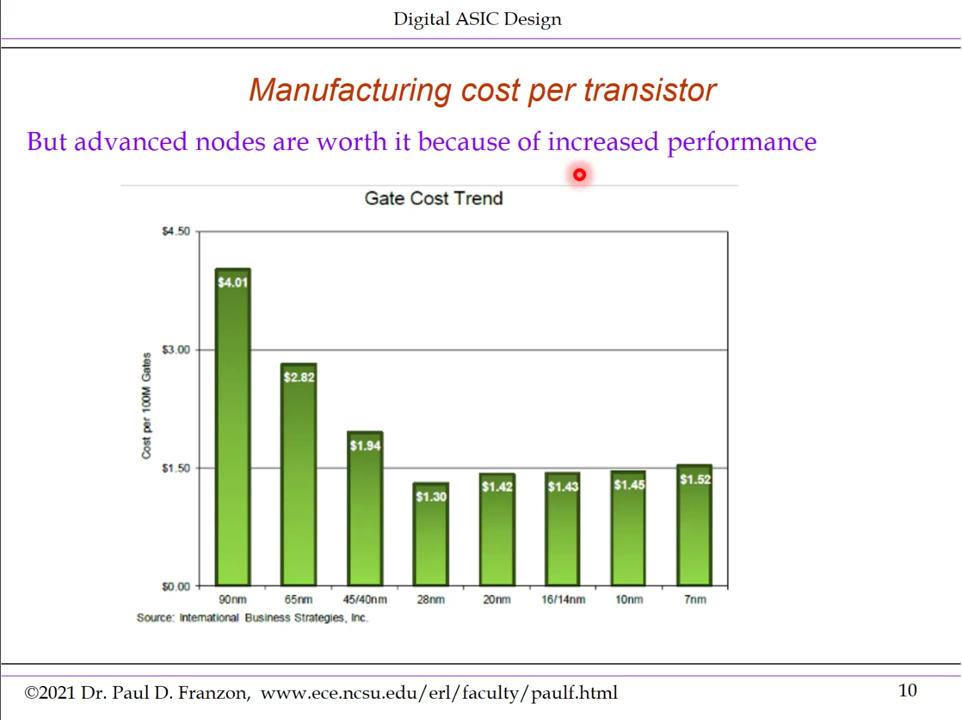 Digital ASIC Design
Manufacturing cost per transistor
But advanced nodes are worth it because of increased performance
Gate Cost Trend
Cost per 100M Gates
$4.50
$3.00
$1.50
$0.00
$4.01
$2.82
$1.94
$1.30
$1.42
$1.43
$1.45
$1.52
90nm 65nm 45/40nm 28nm 20nm 16/14nm 10nm 7nm
Source: International Business Strategies, Inc.
©2021 Dr. Paul D. Franzon, www.ece.ncsu.edu/erl/faculty/paulf.html 10